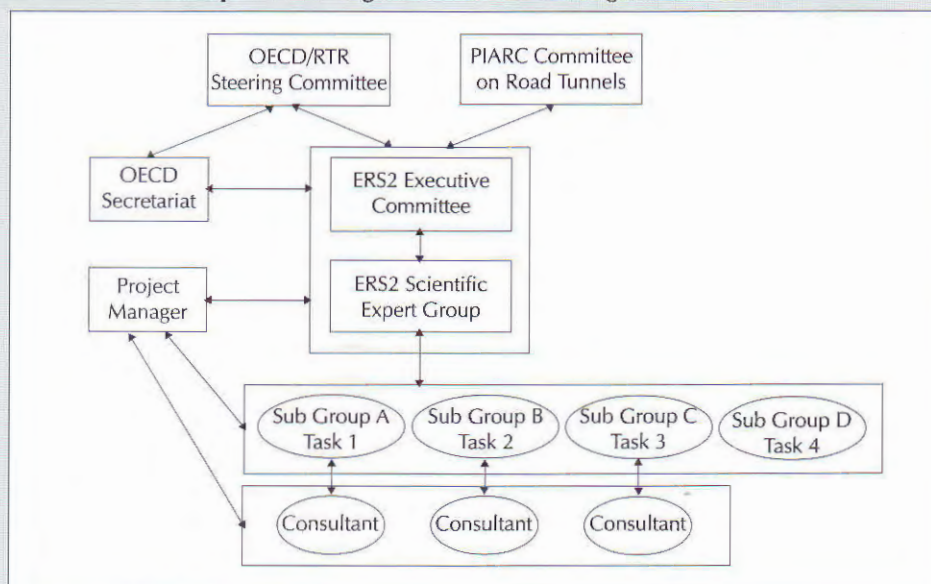 OECD/RTR
Steering Committee
PIARC Committee
on Road Tunnels
OECD
Secretariat
ERS2 Executive
Committee
Project
Manager
ERS2 Scientific
Expert Group
Sub Group A
Task 1
Sub Group B
Task 2
Sub Group C
Task 3
Sub Group D
Task 4
Consultant
Consultant
Consultant